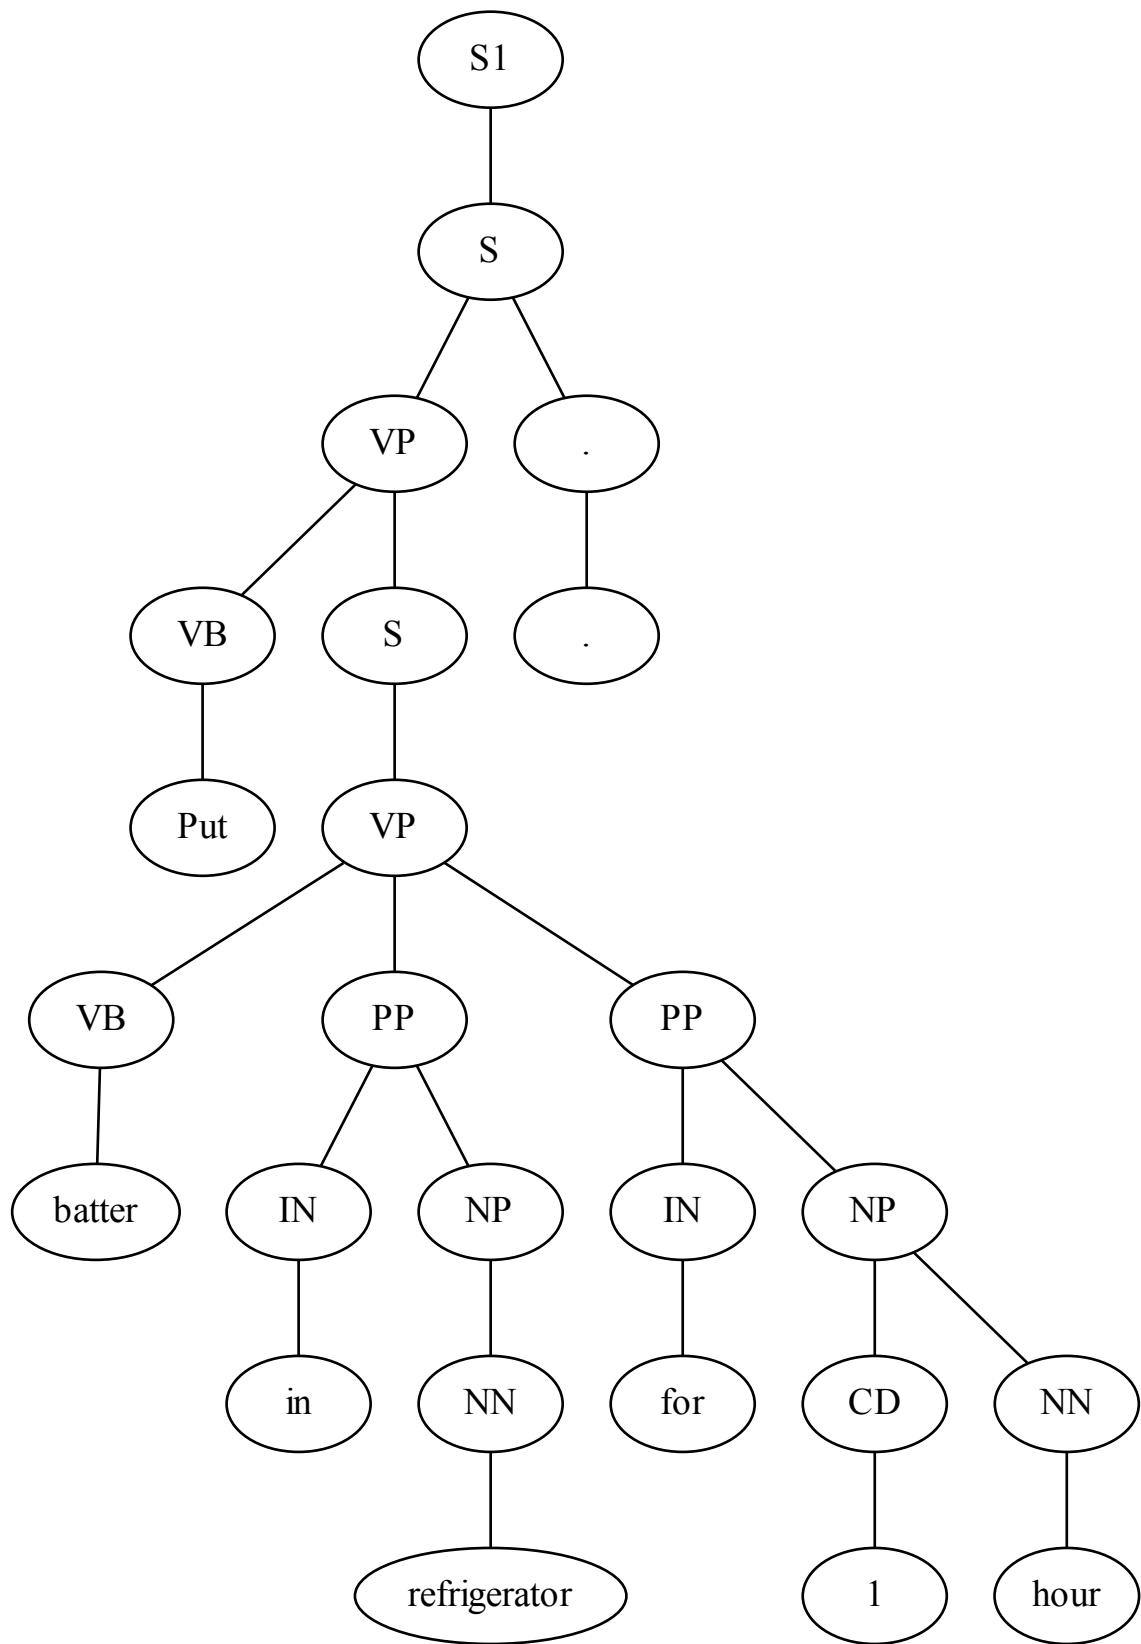 S1
S
VP .
VB S .
Put VP
VB PP PP
batter IN NP IN NP
in NN for CD NN
refrigerator 1 hour